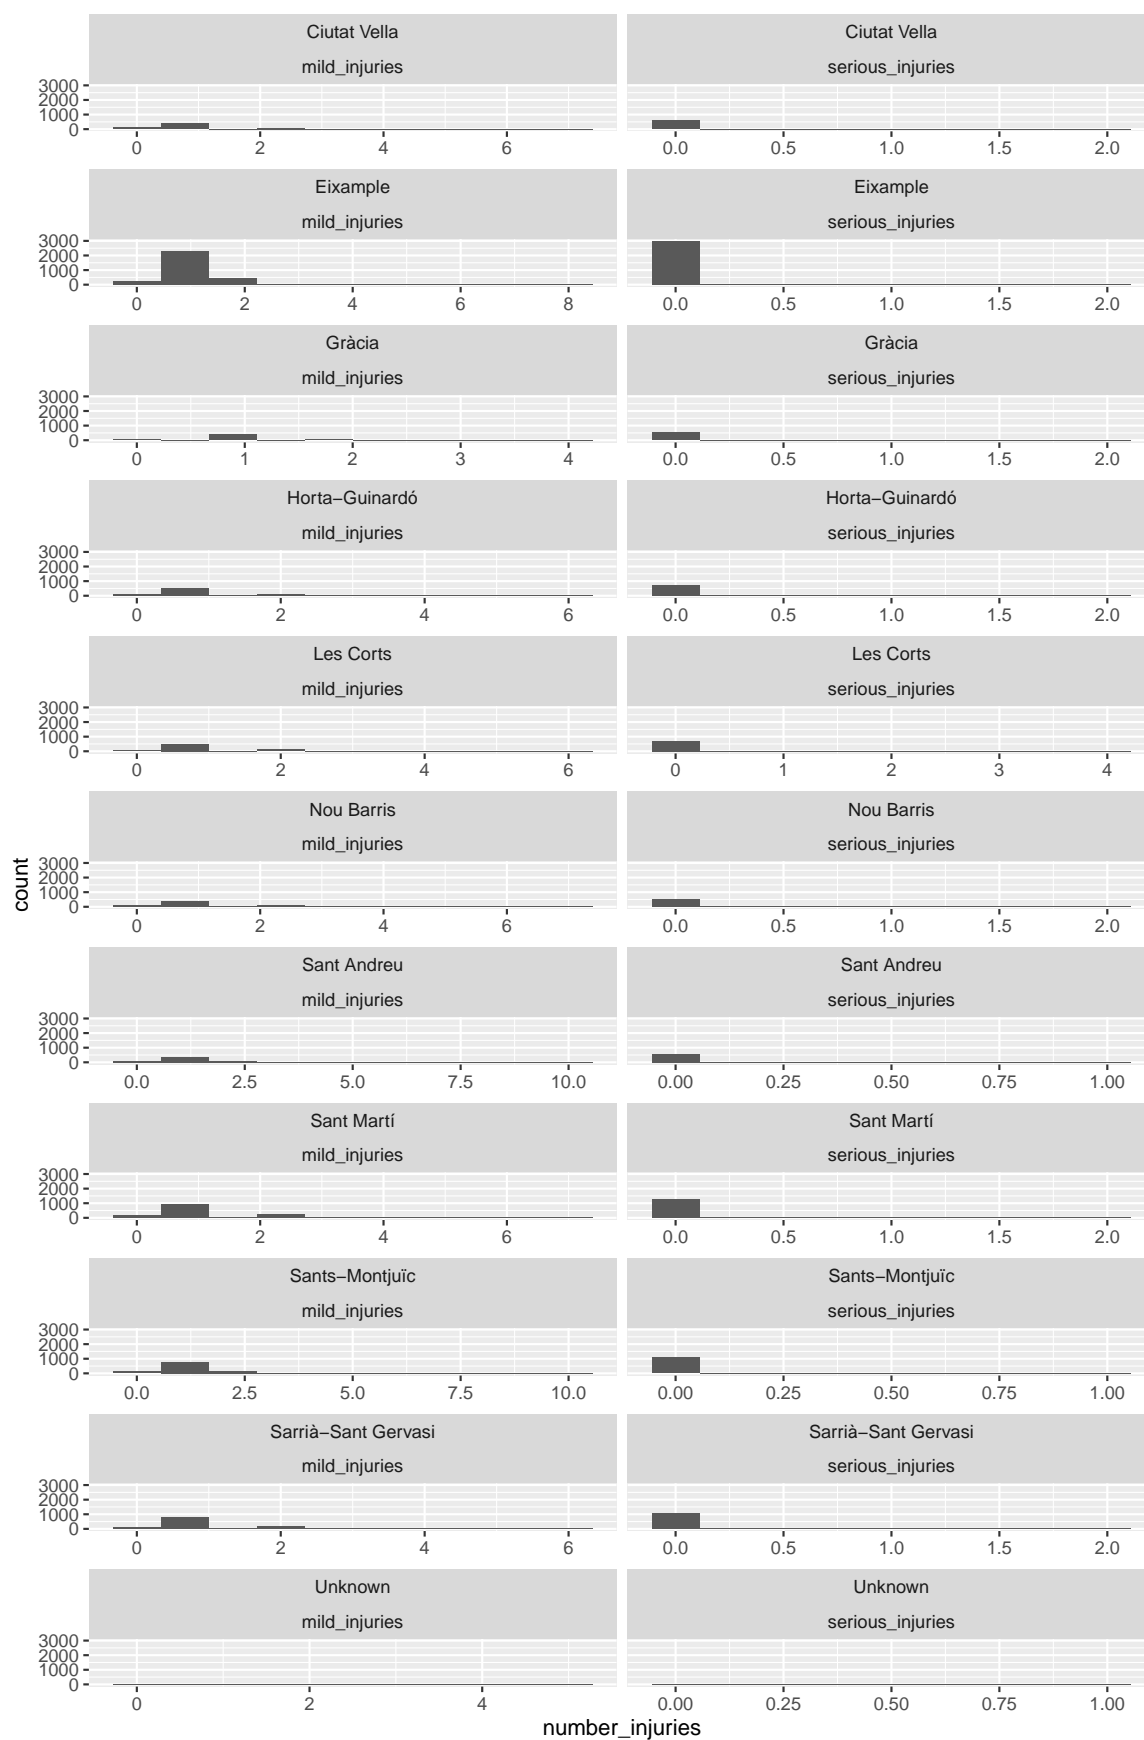 Ciutat Vella Ciutat Vella
mild_injuries serious_injuries
3000
2000
1000
0
0 2 4 6 0.0 0.5 1.0 1.5 2.0
Eixample Eixample
mild_injuries serious_injuries
3000
2000
1000
0
0 2 4 6 8 0.0 0.5 1.0 1.5 2.0
Gràcia Gràcia
mild_injuries serious_injuries
3000
2000
1000
0
0 1 2 3 4 0.0 0.5 1.0 1.5 2.0
Horta−Guinardó Horta−Guinardó
mild_injuries serious_injuries
3000
2000
1000
0
0 2 4 6 0.0 0.5 1.0 1.5 2.0
Les Corts Les Corts
mild_injuries serious_injuries
3000
2000
1000
0
0 2 4 6 0 1 2 3 4
Nou Barris Nou Barris
mild_injuries serious_injuries
count
3000
2000
1000
0
0 2 4 6 0.0 0.5 1.0 1.5 2.0
Sant Andreu Sant Andreu
mild_injuries serious_injuries
3000
2000
1000
0
0.0 2.5 5.0 7.5 10.0 0.00 0.25 0.50 0.75 1.00
Sant Martí Sant Martí
mild_injuries serious_injuries
3000
2000
1000
0
0 2 4 6 0.0 0.5 1.0 1.5 2.0
Sants−Montjuïc Sants−Montjuïc
mild_injuries serious_injuries
3000
2000
1000
0
0.0 2.5 5.0 7.5 10.0 0.00 0.25 0.50 0.75 1.00
Sarrià−Sant Gervasi Sarrià−Sant Gervasi
mild_injuries serious_injuries
3000
2000
1000
0
0 2 4 6 0.0 0.5 1.0 1.5 2.0
Unknown Unknown
mild_injuries serious_injuries
3000
2000
1000
0
0 2 4 0.00 0.25 0.50 0.75 1.00
number_injuries